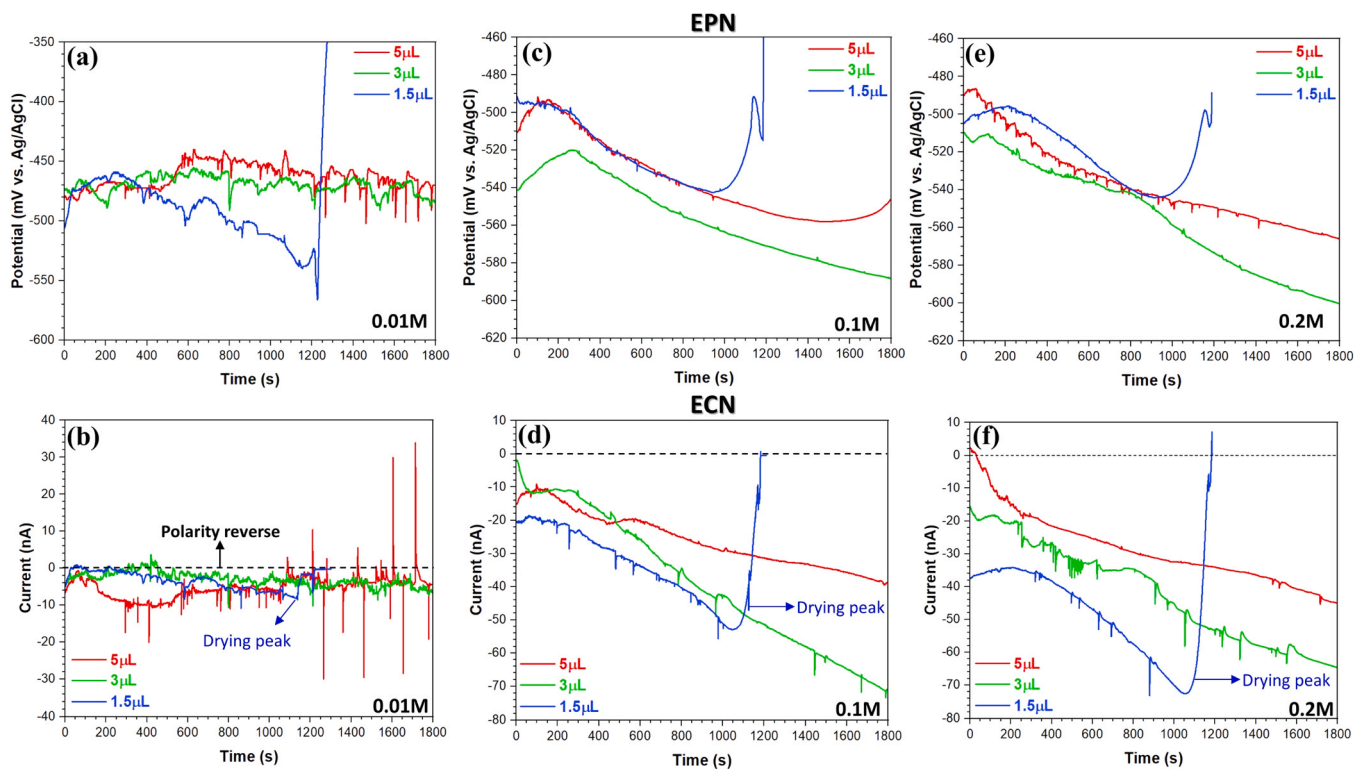 EPN
(a)
5μL
3μL
1.5μL
0.01M
Potential (mV vs. Ag/AgCl)
-350
-400
-450
-500
-550
-600
0 200 400 600 800 1000 1200 1400 1600 1800
Time (s)
(c)
5μL
3μL
1.5μL
0.1M
Potential (mV vs. Ag/AgCl)
-460
-480
-500
-520
-540
-560
-580
-600
-620
0 200 400 600 800 1000 1200 1400 1600 1800
Time (s)
(e)
5μL
3μL
1.5μL
0.2M
Potential (mV vs. Ag/AgCl)
-460
-480
-500
-520
-540
-560
-580
-600
-620
0 200 400 600 800 1000 1200 1400 1600 1800
Time (s)
ECN
(b)
Polarity reverse
Drying peak
5μL
3μL
1.5μL
0.01M
Current (nA)
40
30
20
10
0
-10
-20
-30
-40
0 200 400 600 800 1000 1200 1400 1600 1800
Time (s)
(d)
Drying peak
5μL
3μL
1.5μL
0.1M
Current (nA)
10
0
-10
-20
-30
-40
-50
-60
-70
-80
0 200 400 600 800 1000 1200 1400 1600 1800
Time (s)
(f)
Drying peak
5μL
3μL
1.5μL
0.2M
Current (nA)
10
0
-10
-20
-30
-40
-50
-60
-70
-80
0 200 400 600 800 1000 1200 1400 1600 1800
Time (s)